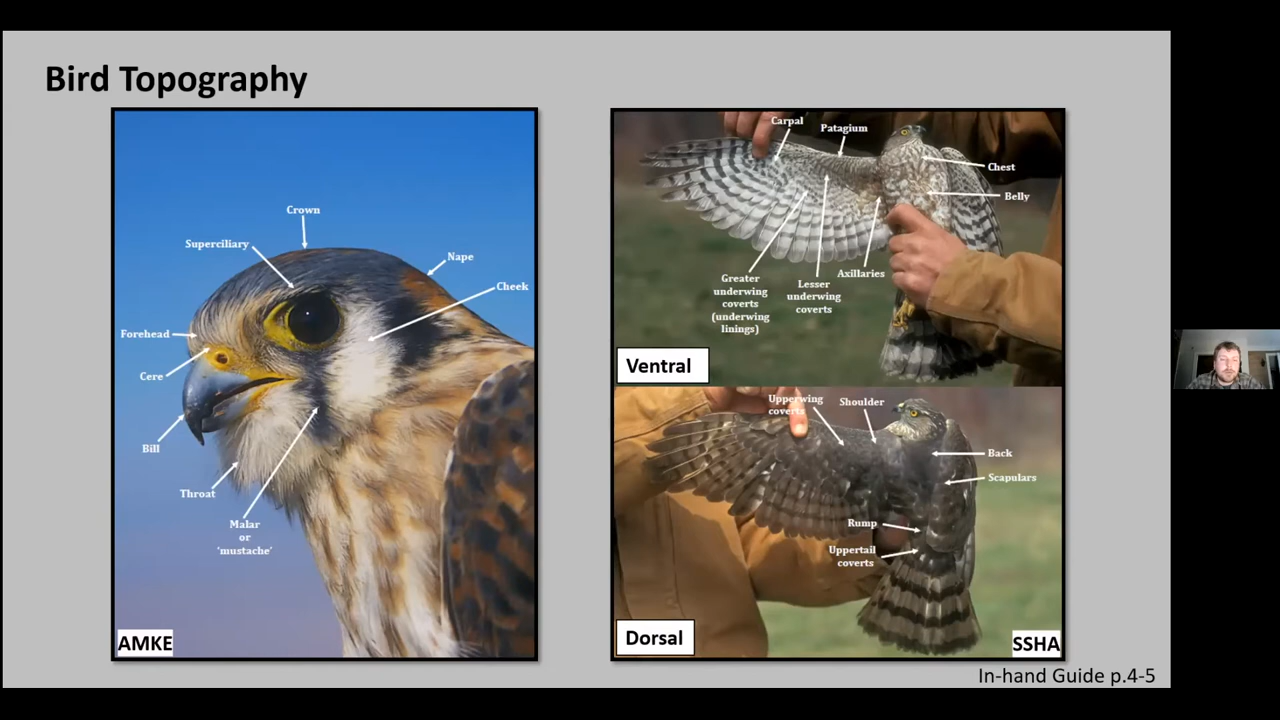 Bird Topography
Crown
Superciliary
Nape
Cheek
Forehead
Cere
Bill
Throat
Malar
or
'mustache'
AMKE
Carpal
Patagium
Chest
Belly
Axillaries
Greater
underwing
coverts
(underwing
linings)
Lesser
underwing
coverts
Ventral
Upperwing
coverts
Shoulder
Back
Scapulars
Rump
Uppertail
coverts
Dorsal
SSHA
In-hand Guide p.4-5